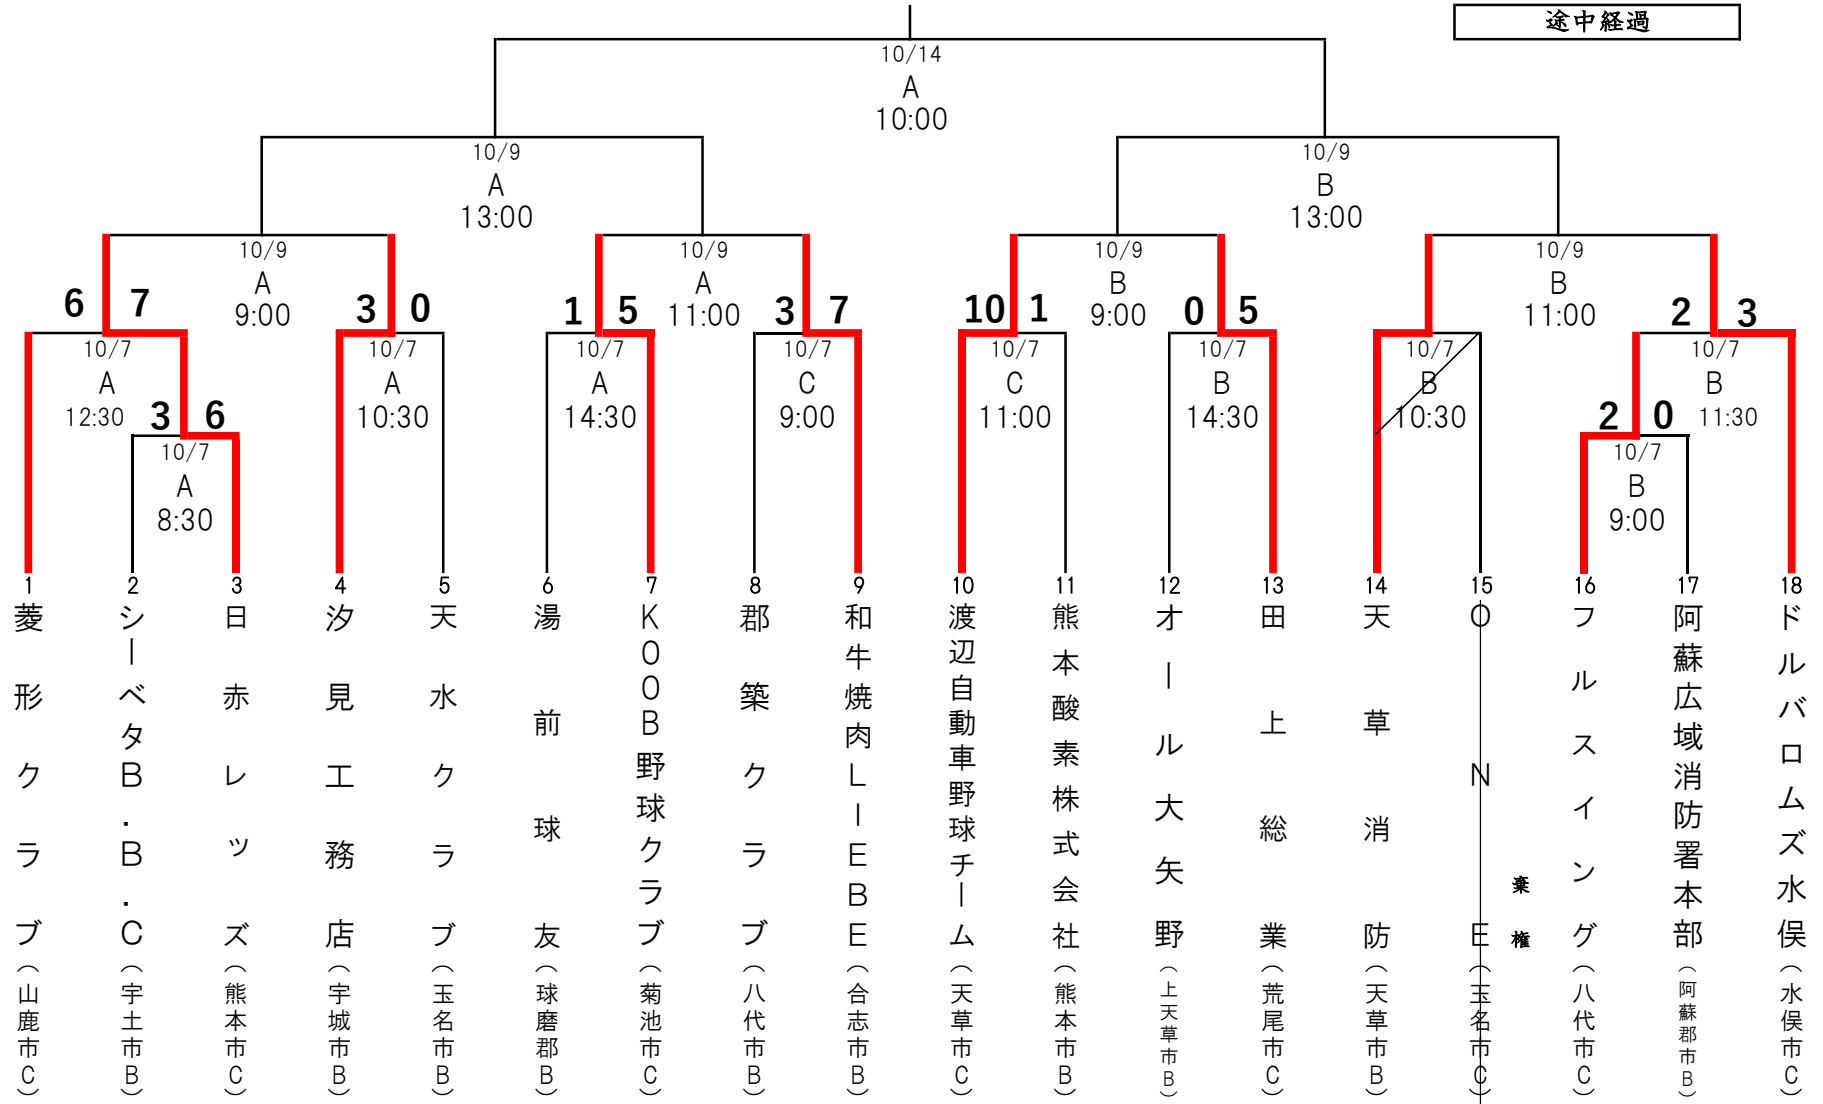 途中経過
10/14
A
10:00
10/9
A
13:00
10/9
B
13:00
10/9
A
9:00
10/9
A
11:00
10/9
B
9:00
10/9
B
11:00
6 7
10/7
A
12:30
3 0
10/7
A
10:30
1 5
10/7
A
14:30
3 7
10/7
C
9:00
10 1
10/7
C
11:00
0 5
10/7
B
14:30
10/7
B
10:30
2 3
10/7
B
11:30
3 6
10/7
A
8:30
2 0
10/7
B
9:00
1
菱形クラブ(山鹿市C)
2
シーベタB.B.C(宇土市B)
3
日赤レッズ(熊本市C)
4
汐見工務店(宇城市B)
5
天水クラブ(玉名市B)
6
湯前球友(球磨郡B)
7
KOOB野球クラブ(菊池市C)
8
郡築クラブ(八代市B)
9
和牛焼肉LIEBE(合志市B)
10
渡辺自動車野球チーム(天草市C)
11
熊本酸素株式会社(熊本市B)
12
オール大矢野(上天草市B)
13
田上総業(荒尾市C)
14
天草消防(天草市B)
15
ONE(玉名市C)
棄権
16
フルスイング(八代市C)
17
阿蘇広域消防署本部(阿蘇郡市B)
18
ドルバロムズ水俣(水俣市C)